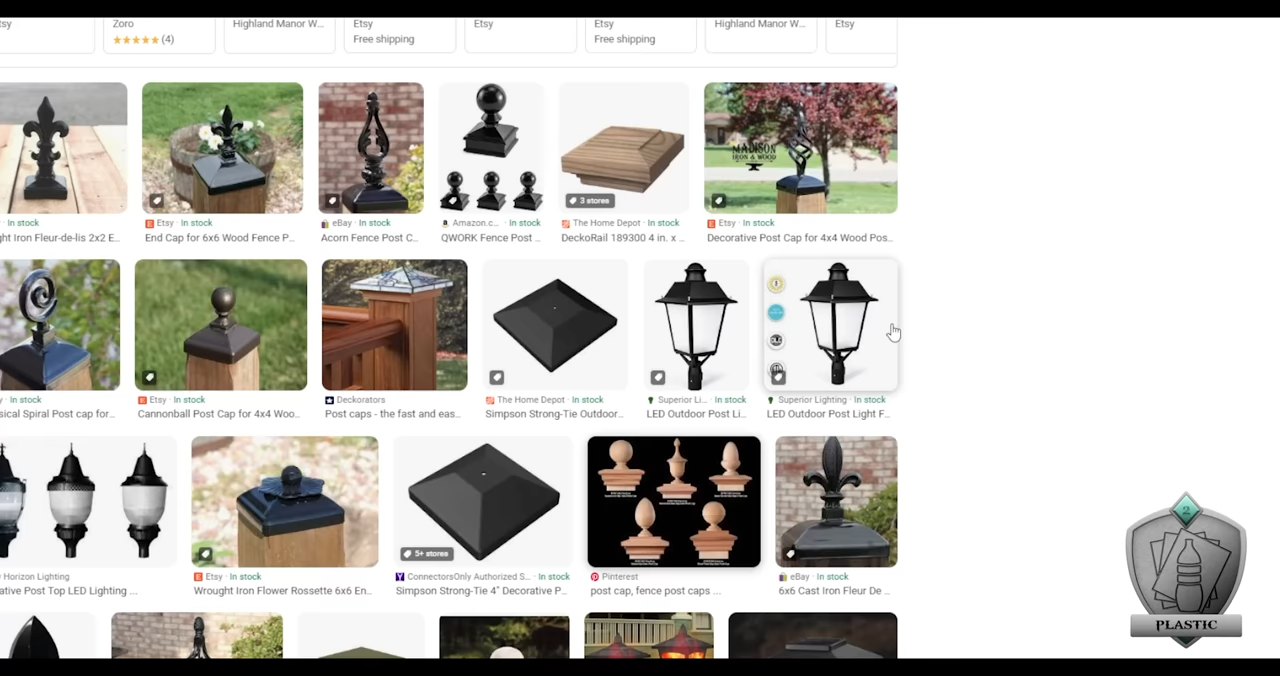 tsy
Zoro
Highland Manor W...
Etsy
Etsy
Etsy
Highland Manor W...
Etsy
(4)
Free shipping
Free shipping
MADISON
IRON & WOOD
3 stores
In stock
Etsy · In stock
eBay · In stock
Amazon.c... · In stock
The Home Depot · In stock
Etsy · In stock
ght Iron Fleur-de-lis 2x2 E...
End Cap for 6x6 Wood Fence P...
Acorn Fence Post C...
QWORK Fence Post ...
DeckoRail 189300 4 in. x ...
Decorative Post Cap for 4x4 Wood Pos...
In stock
Etsy · In stock
Deckorators
The Home Depot · In stock
Superior Li... · In stock
Superior Lighting · In stock
sical Spiral Post cap for...
Cannonball Post Cap for 4x4 Woo...
Post caps - the fast and eas...
Simpson Strong-Tie Outdoor...
LED Outdoor Post Li...
LED Outdoor Post Light F...
5+ stores
Horizon Lighting
Etsy · In stock
ConnectorsOnly Authorized S... · In stock
Pinterest
eBay · In stock
ative Post Top LED Lighting ...
Wrought Iron Flower Rossette 6x6 En...
Simpson Strong-Tie 4" Decorative P...
post cap, fence post caps ...
6x6 Cast Iron Fleur De ...
2
PLASTIC